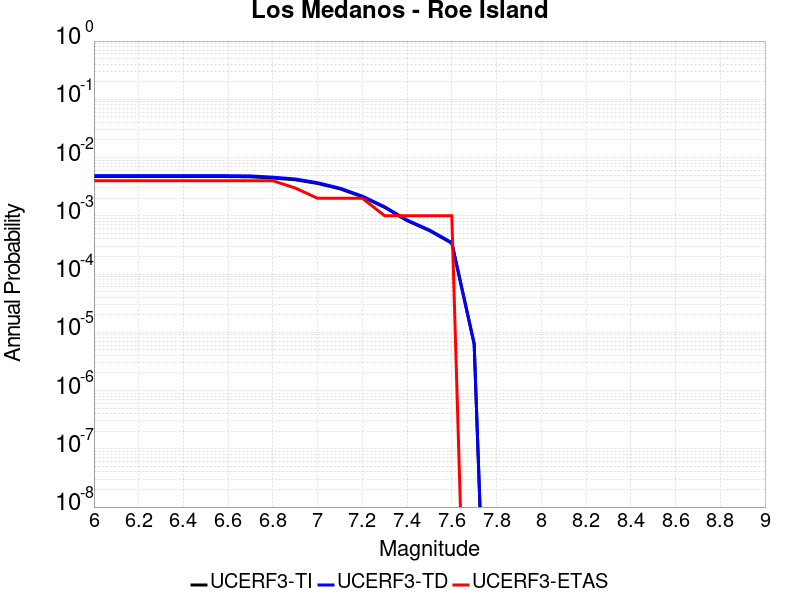 Los Medanos - Roe Island
10^0
10^-1
10^-2
10^-3
10^-4
10^-5
10^-6
10^-7
10^-8
Annual Probability
6 6.2 6.4 6.6 6.8 7 7.2 7.4 7.6 7.8 8 8.2 8.4 8.6 8.8 9
Magnitude
UCERF3-TI UCERF3-TD UCERF3-ETAS